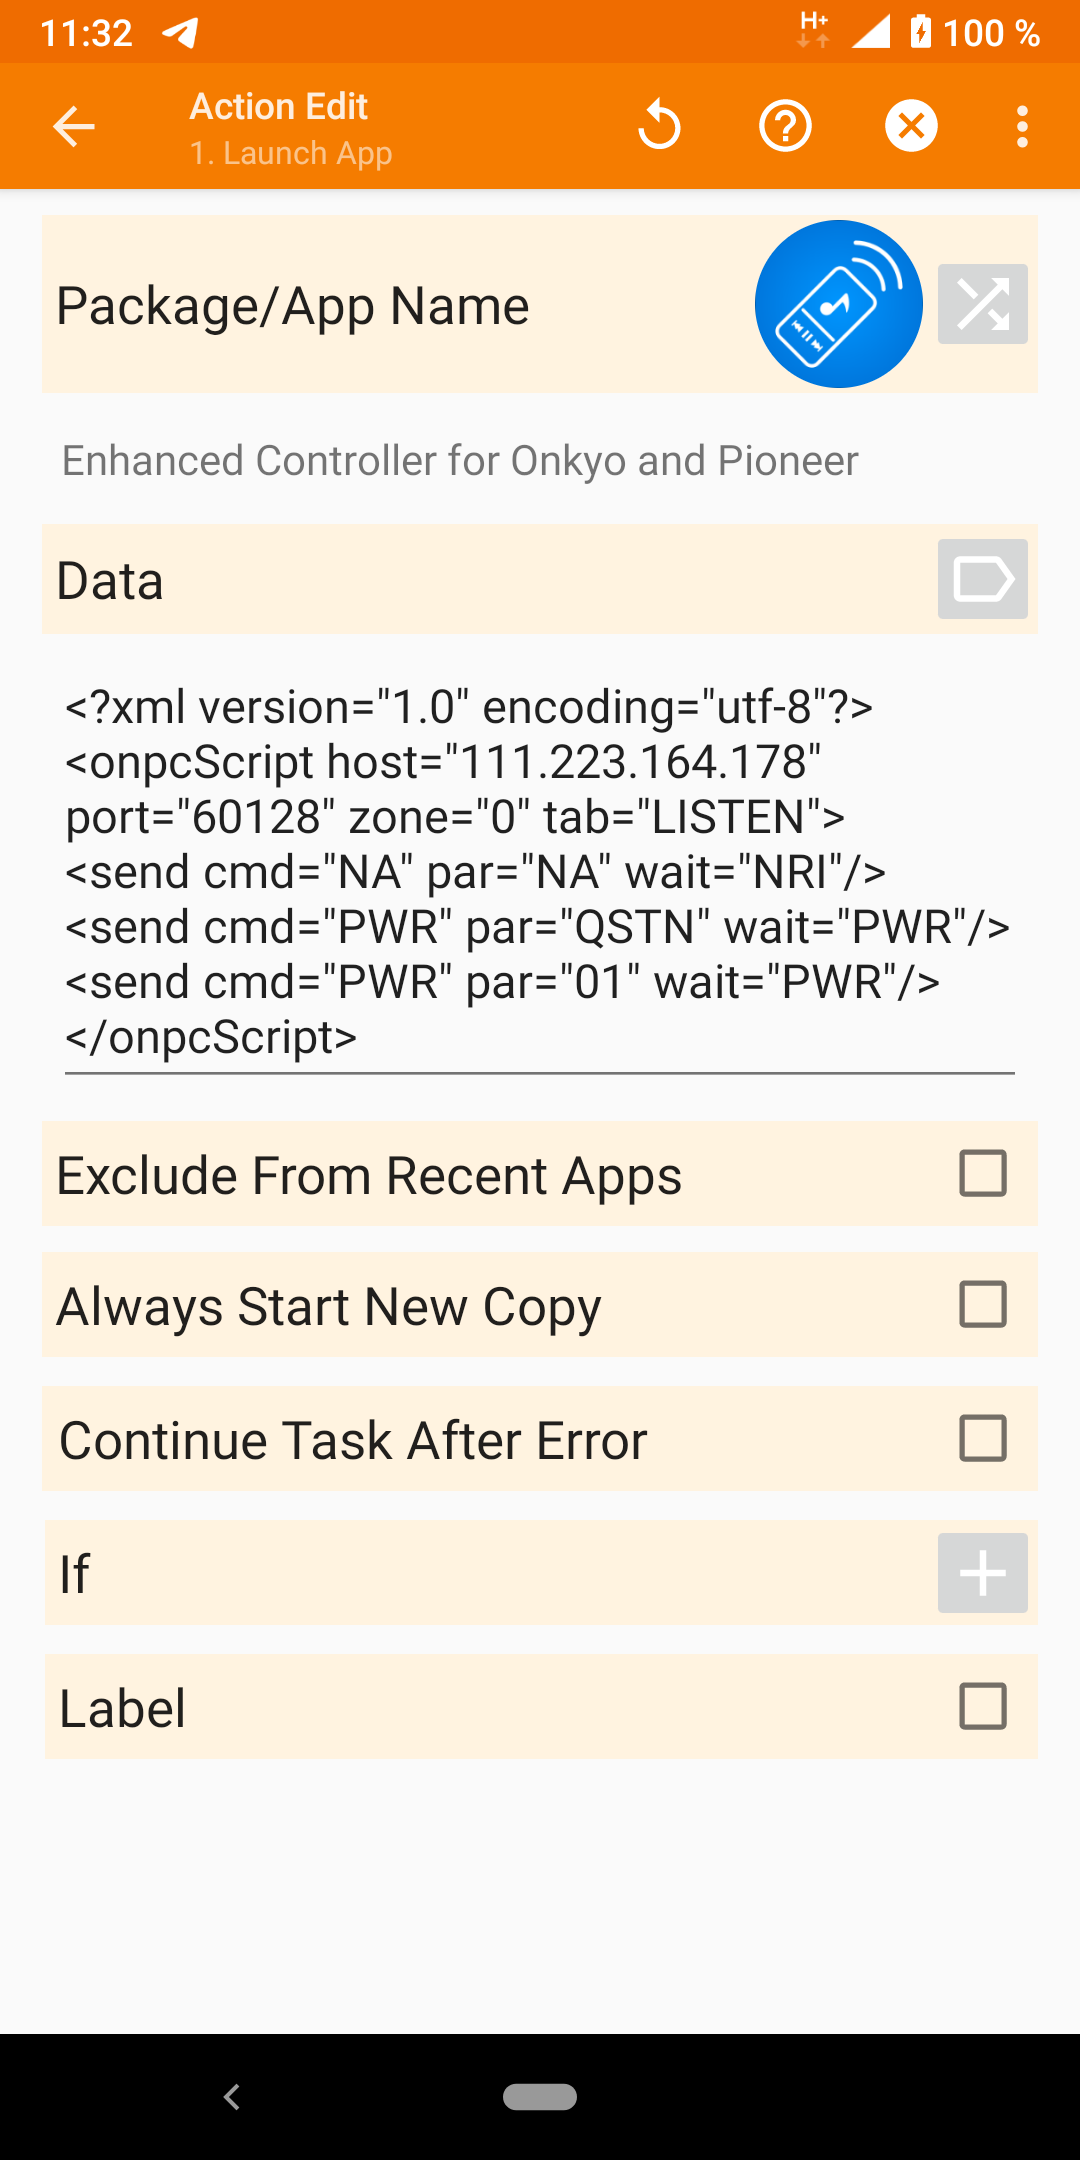 11:32
H+
100 %
Action Edit
1. Launch App
Package/App Name
Enhanced Controller for Onkyo and Pioneer
Data
<?xml version="1.0" encoding="utf-8"?>
<onpcScript host="111.223.164.178"
port="60128" zone="0" tab="LISTEN">
<send cmd="NA" par="NA" wait="NRI"/>
<send cmd="PWR" par="QSTN" wait="PWR"/>
<send cmd="PWR" par="01" wait="PWR"/>
</onpcScript>
Exclude From Recent Apps
Always Start New Copy
Continue Task After Error
If
Label